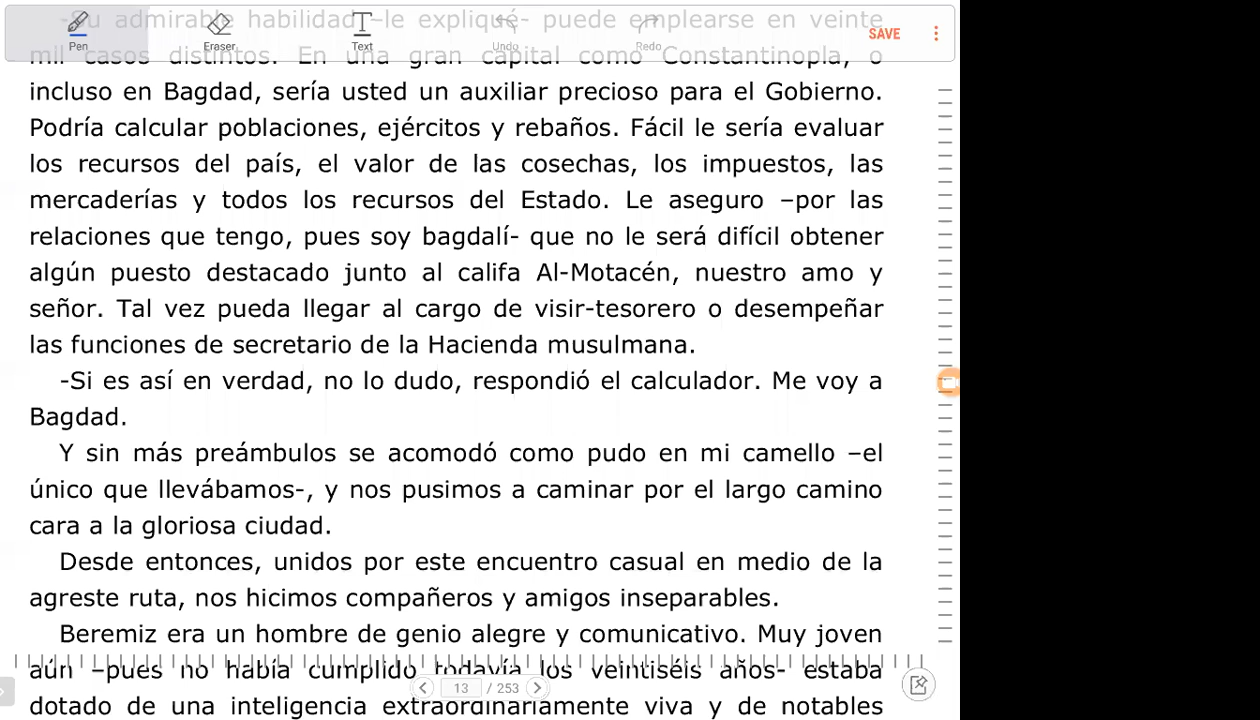 -Su admirable habilidad –le expliqué- puede emplearse en veinte
mil casos distintos. En una gran capital como Constantinopla, o
Pen
Eraser
Text
Undo
Redo
SAVE
incluso en Bagdad, sería usted un auxiliar precioso para el Gobierno.
Podría calcular poblaciones, ejércitos y rebaños. Fácil le sería evaluar
los recursos del país, el valor de las cosechas, los impuestos, las
mercaderías y todos los recursos del Estado. Le aseguro –por las
relaciones que tengo, pues soy bagdalí- que no le será difícil obtener
algún puesto destacado junto al califa Al-Motacén, nuestro amo y
señor. Tal vez pueda llegar al cargo de visir-tesorero o desempeñar
las funciones de secretario de la Hacienda musulmana.
-Si es así en verdad, no lo dudo, respondió el calculador. Me voy a
Bagdad.
Y sin más preámbulos se acomodó como pudo en mi camello –el
único que llevábamos-, y nos pusimos a caminar por el largo camino
cara a la gloriosa ciudad.
Desde entonces, unidos por este encuentro casual en medio de la
agreste ruta, nos hicimos compañeros y amigos inseparables.
Beremiz era un hombre de genio alegre y comunicativo. Muy joven
aún –pues no había cumplido todavía los veintiséis años- estaba
13 / 253
dotado de una inteligencia extraordinariamente viva y de notables